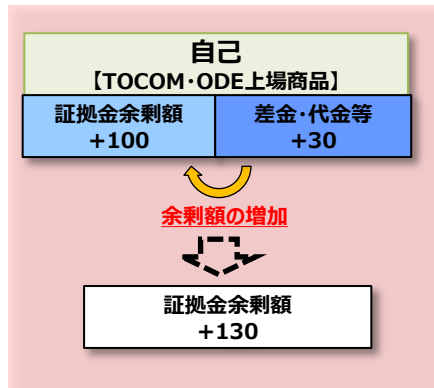 自己
【TOCOM・ODE上場商品】
証拠金余剰額
+100
差金・代金等
+30
余剰額の増加
証拠金余剰額
+130